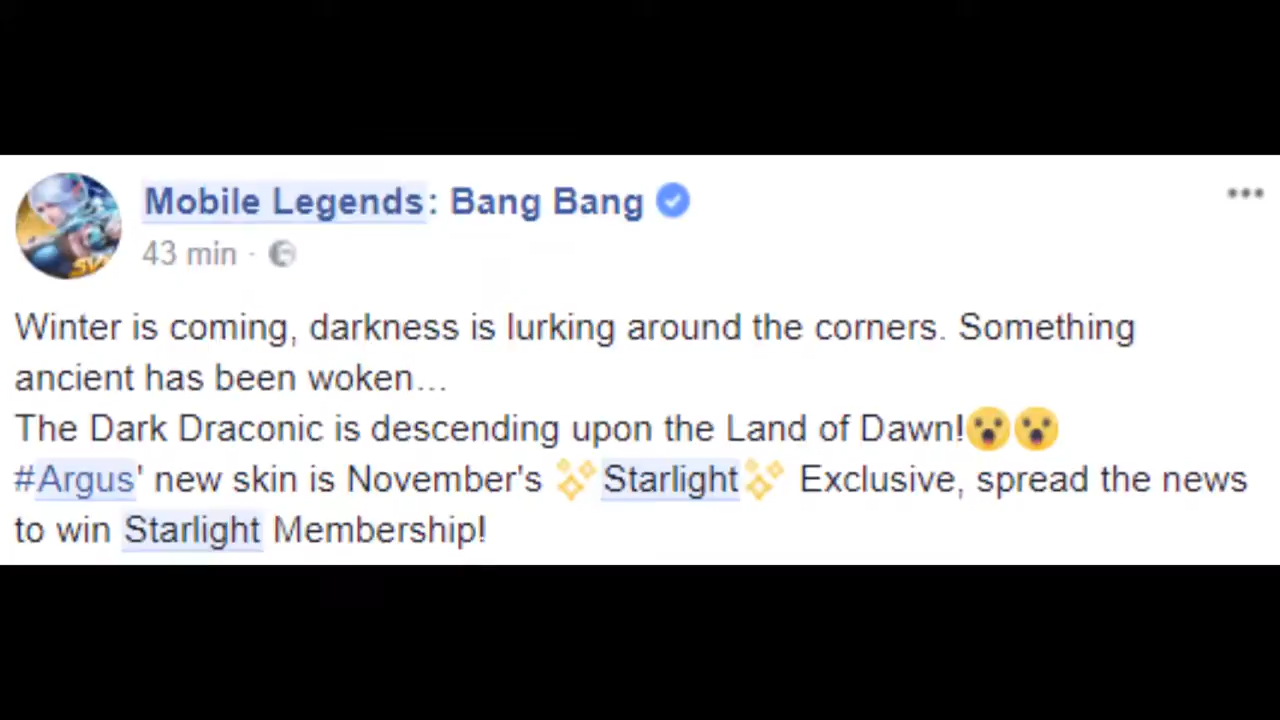 Mobile Legends: Bang Bang
43 min ·
Winter is coming, darkness is lurking around the corners. Something
ancient has been woken...
The Dark Draconic is descending upon the Land of Dawn!😮😮
#Argus' new skin is November's ✨Starlight✨ Exclusive, spread the news
to win Starlight Membership!